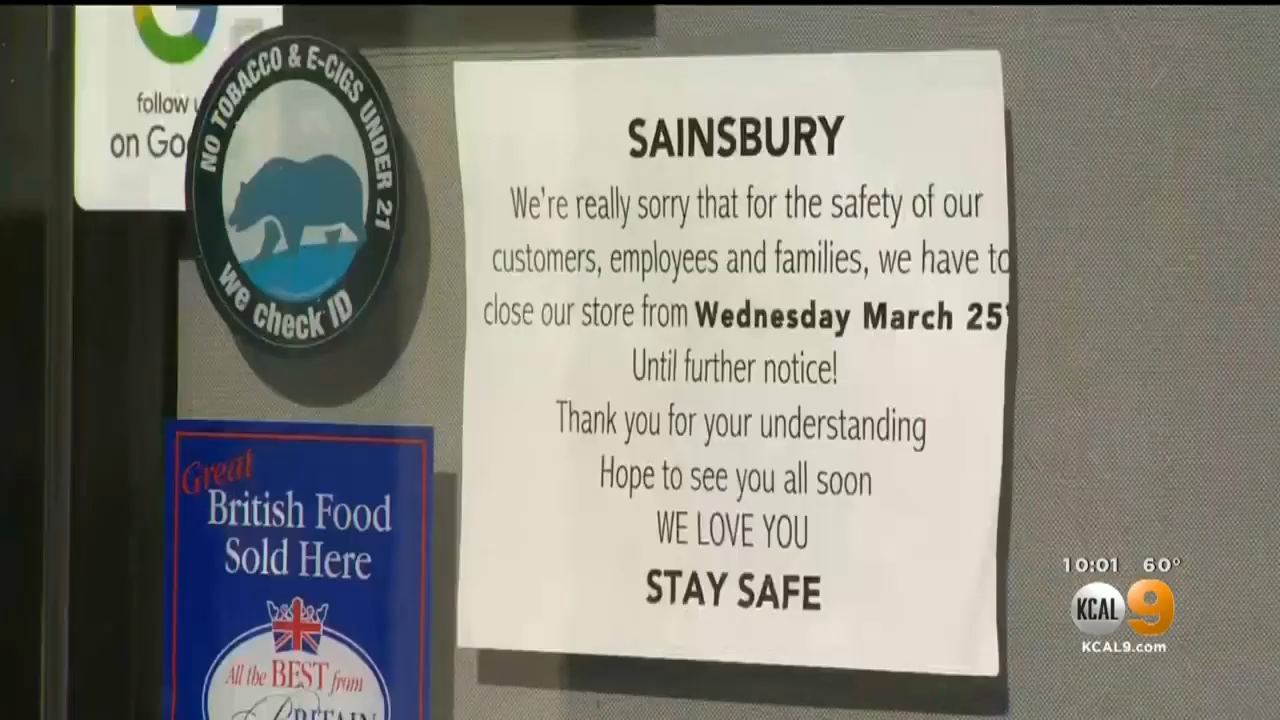 follow
on Go
NO TOBACCO & E-CIGS UNDER 21
we check ID
SAINSBURY
We're really sorry that for the safety of our
customers, employees and families, we have to
close our store from Wednesday March 25
Until further notice!
Thank you for your understanding
Hope to see you all soon
WE LOVE YOU
STAY SAFE
Great
British Food
Sold Here
All the BEST from
BRITAIN
10:01 60°
KCAL 9
KCAL9.com